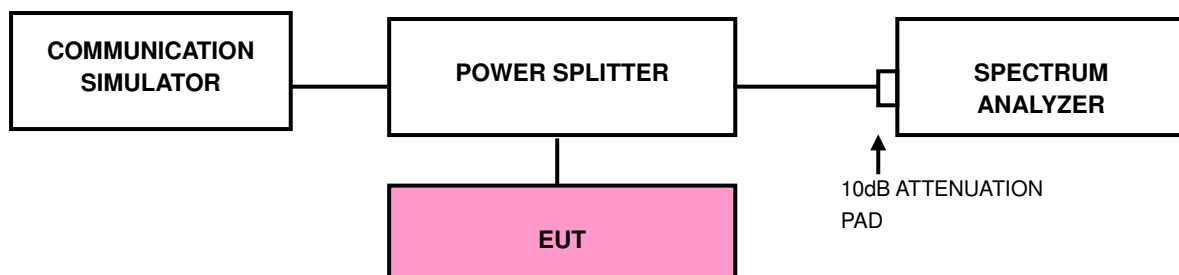 COMMUNICATION
SIMULATOR
POWER SPLITTER
SPECTRUM
ANALYZER
10dB ATTENUATION
PAD
EUT